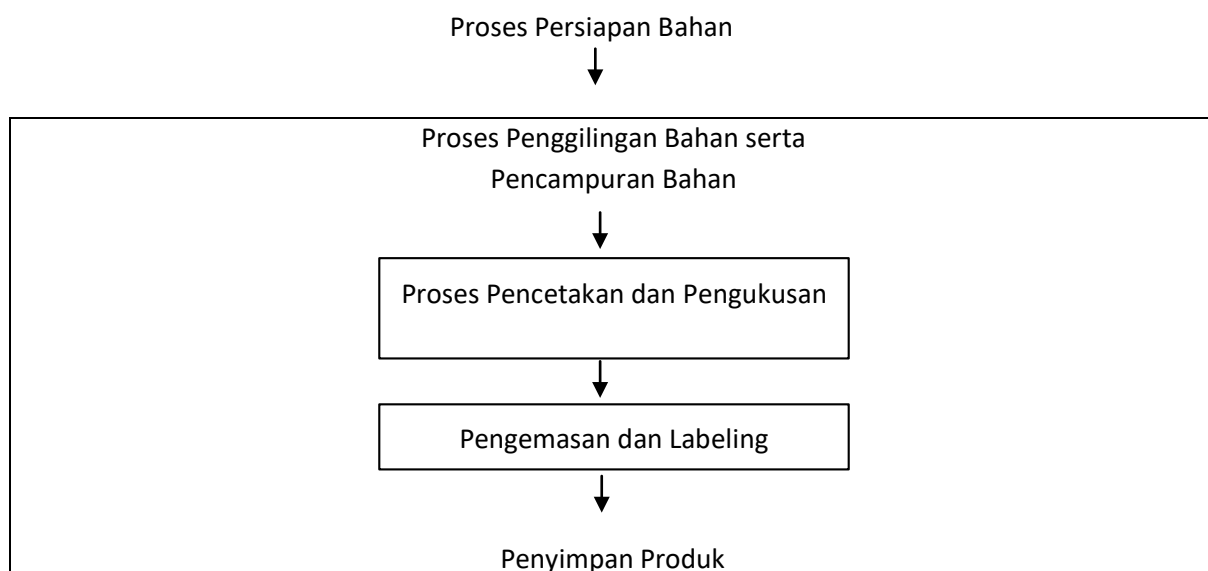 Proses Persiapan Bahan
Proses Penggilingan Bahan serta
Pencampuran Bahan
Proses Pencetakan dan Pengukusan
Pengemasan dan Labeling
Penyimpan Produk